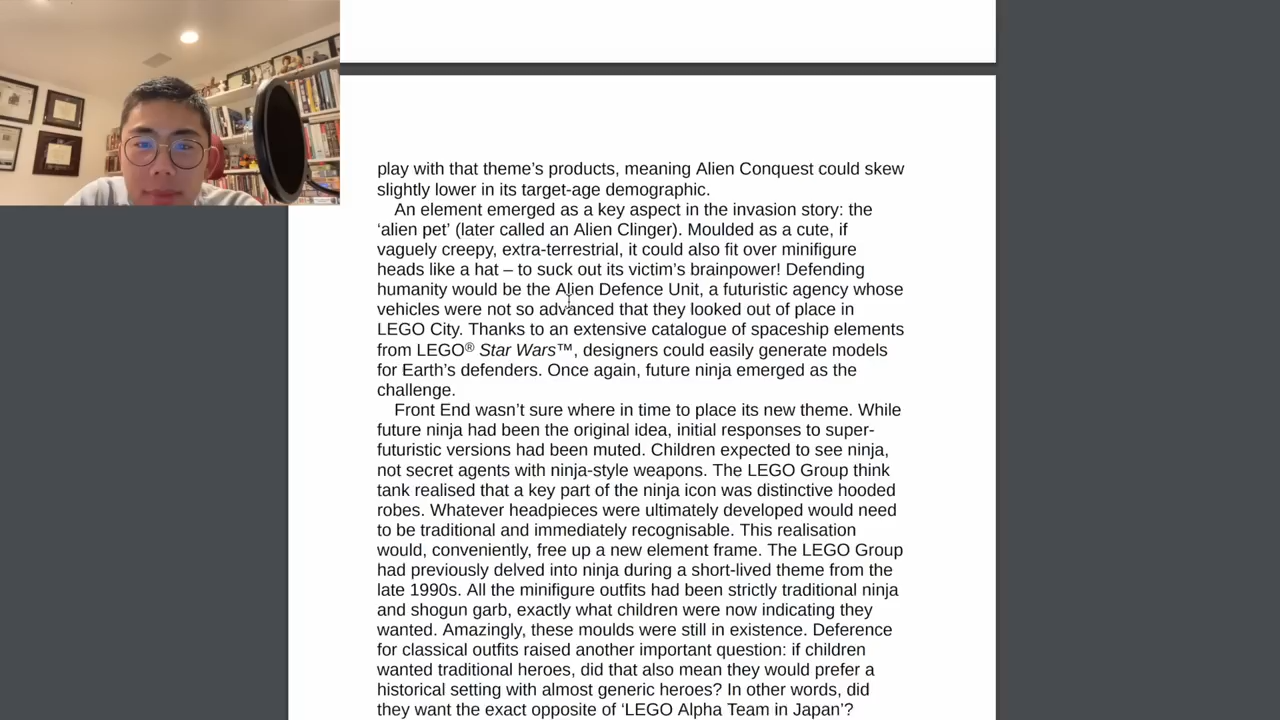 play with that theme’s products, meaning Alien Conquest could skew
slightly lower in its target-age demographic.
An element emerged as a key aspect in the invasion story: the
‘alien pet’ (later called an Alien Clinger). Moulded as a cute, if
vaguely creepy, extra-terrestrial, it could also fit over minifigure
heads like a hat – to suck out its victim’s brainpower! Defending
humanity would be the Alien Defence Unit, a futuristic agency whose
vehicles were not so advanced that they looked out of place in
LEGO City. Thanks to an extensive catalogue of spaceship elements
from LEGO® Star Wars™, designers could easily generate models
for Earth’s defenders. Once again, future ninja emerged as the
challenge.
Front End wasn’t sure where in time to place its new theme. While
future ninja had been the original idea, initial responses to super-
futuristic versions had been muted. Children expected to see ninja,
not secret agents with ninja-style weapons. The LEGO Group think
tank realised that a key part of the ninja icon was distinctive hooded
robes. Whatever headpieces were ultimately developed would need
to be traditional and immediately recognisable. This realisation
would, conveniently, free up a new element frame. The LEGO Group
had previously delved into ninja during a short-lived theme from the
late 1990s. All the minifigure outfits had been strictly traditional ninja
and shogun garb, exactly what children were now indicating they
wanted. Amazingly, these moulds were still in existence. Deference
for classical outfits raised another important question: if children
wanted traditional heroes, did that also mean they would prefer a
historical setting with almost generic heroes? In other words, did
they want the exact opposite of ‘LEGO Alpha Team in Japan’?